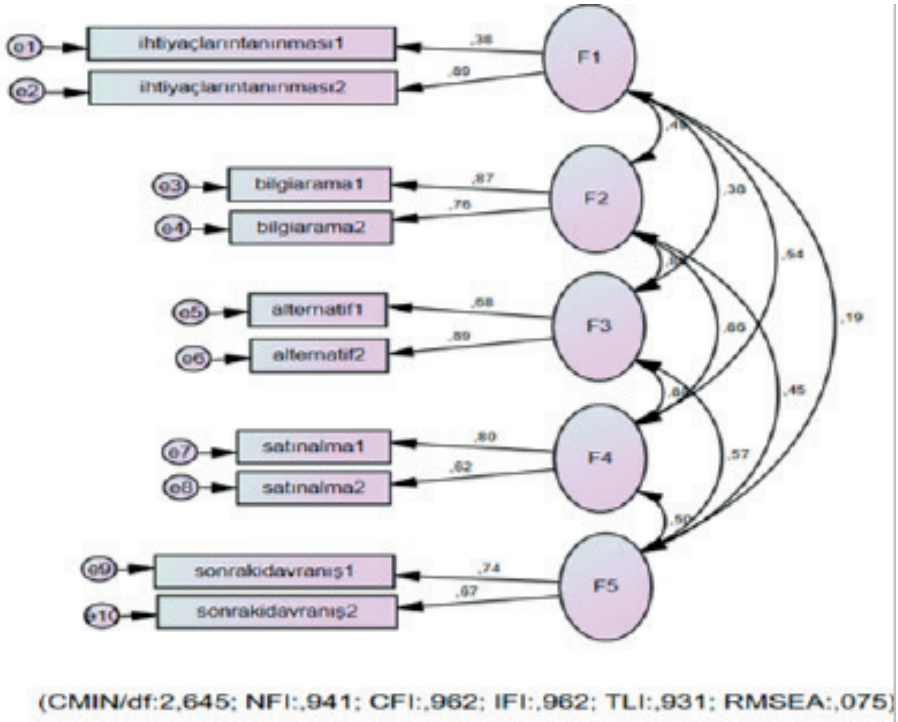 e1 ihtiyaçlarıntanınması1 ,38 F1
e2 ihtiyaçlarıntanınması2 ,89
e3 bilgiarama1 ,87 F2
e4 bilgiarama2 ,76
,38
,54
e5 alternatif1 ,68 F3
e6 alternatif2 ,89
,66
,19
,45
e7 satınalma1 ,80 F4
e8 satınalma2 ,62
,57
,50
e9 sonrakidavranış1 ,74 F5
e10 sonrakidavranış2 ,67
(CMIN/df:2,645; NFI:,941; CFI:,962; IFI:,962; TLI:,931; RMSEA:,075)